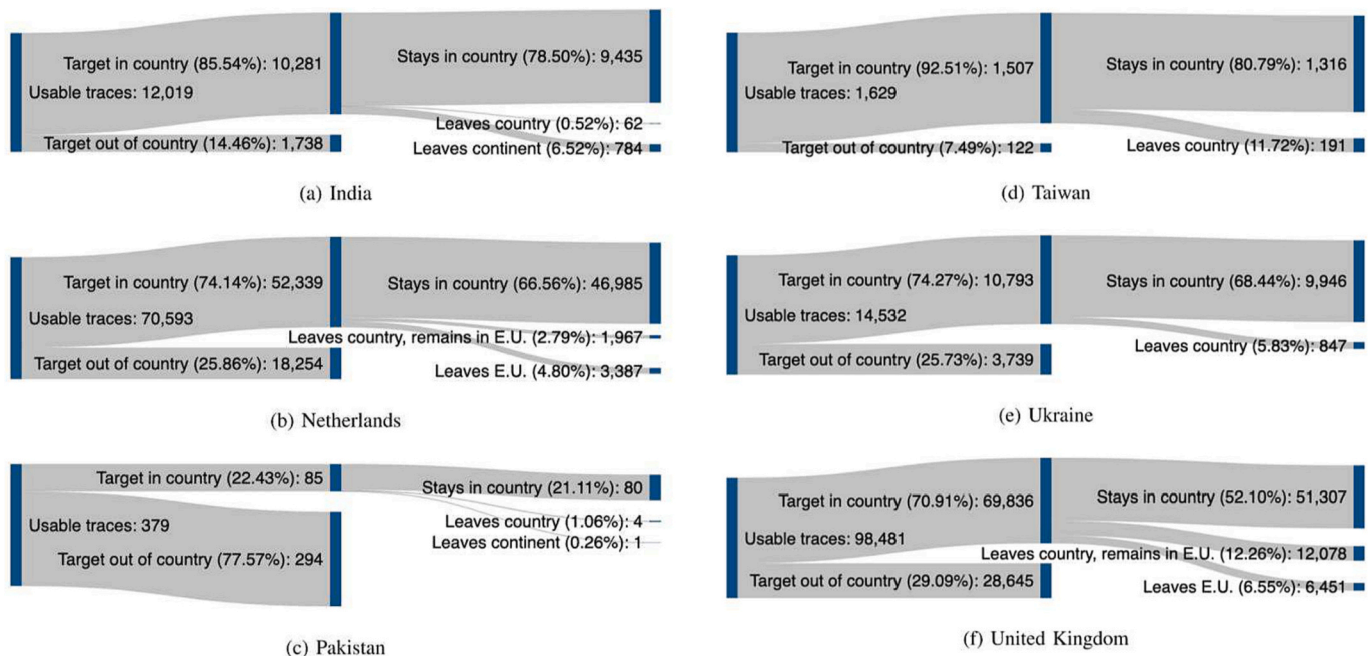 Target in country (85.54%): 10,281
Usable traces: 12,019
Target out of country (14.46%): 1,738
Stays in country (78.50%): 9,435
Leaves country (0.52%): 62
Leaves continent (6.52%): 784
(a) India
Target in country (92.51%): 1,507
Usable traces: 1,629
Target out of country (7.49%): 122
Stays in country (80.79%): 1,316
Leaves country (11.72%): 191
(d) Taiwan
Target in country (74.14%): 52,339
Usable traces: 70,593
Target out of country (25.86%): 18,254
Stays in country (66.56%): 46,985
Leaves country, remains in E.U. (2.79%): 1,967
Leaves E.U. (4.80%): 3,387
(b) Netherlands
Target in country (74.27%): 10,793
Usable traces: 14,532
Target out of country (25.73%): 3,739
Stays in country (68.44%): 9,946
Leaves country (5.83%): 847
(e) Ukraine
Target in country (22.43%): 85
Usable traces: 379
Target out of country (77.57%): 294
Stays in country (21.11%): 80
Leaves country (1.06%): 4
Leaves continent (0.26%): 1
(c) Pakistan
Target in country (70.91%): 69,836
Usable traces: 98,481
Target out of country (29.09%): 28,645
Stays in country (52.10%): 51,307
Leaves country, remains in E.U. (12.26%): 12,078
Leaves E.U. (6.55%): 6,451
(f) United Kingdom